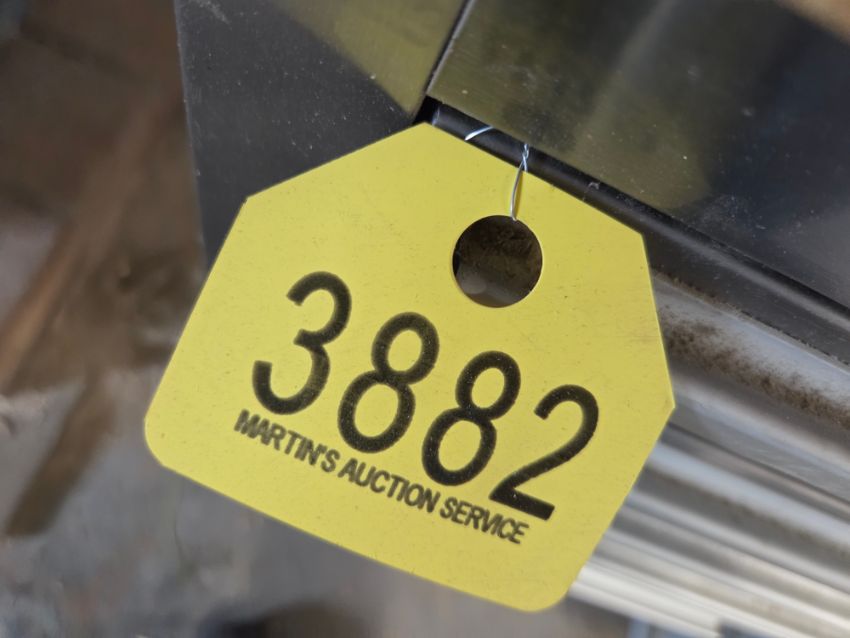 3882
MARTIN'S AUCTION SERVICE